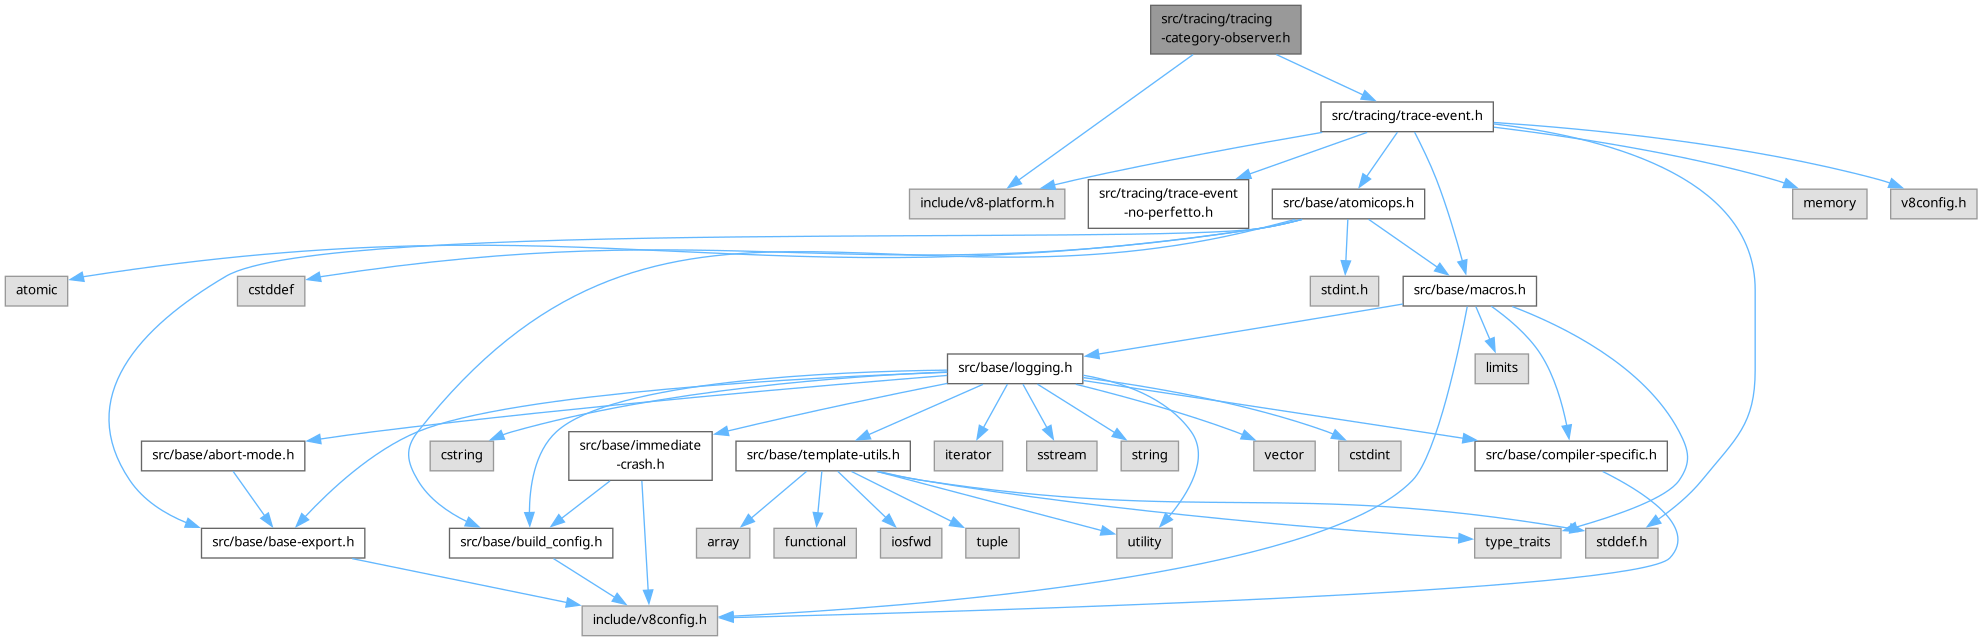 src/tracing/tracing
-category-observer.h
src/tracing/trace-event.h
include/v8-platform.h
src/tracing/trace-event
-no-perfetto.h
src/base/atomicops.h
memory
v8config.h
atomic
cstddef
stdint.h
src/base/macros.h
src/base/logging.h
limits
src/base/abort-mode.h
cstring
src/base/immediate
-crash.h
src/base/template-utils.h
iterator
sstream
string
vector
cstdint
src/base/compiler-specific.h
src/base/base-export.h
src/base/build_config.h
array
functional
iosfwd
tuple
utility
type_traits
stddef.h
include/v8config.h